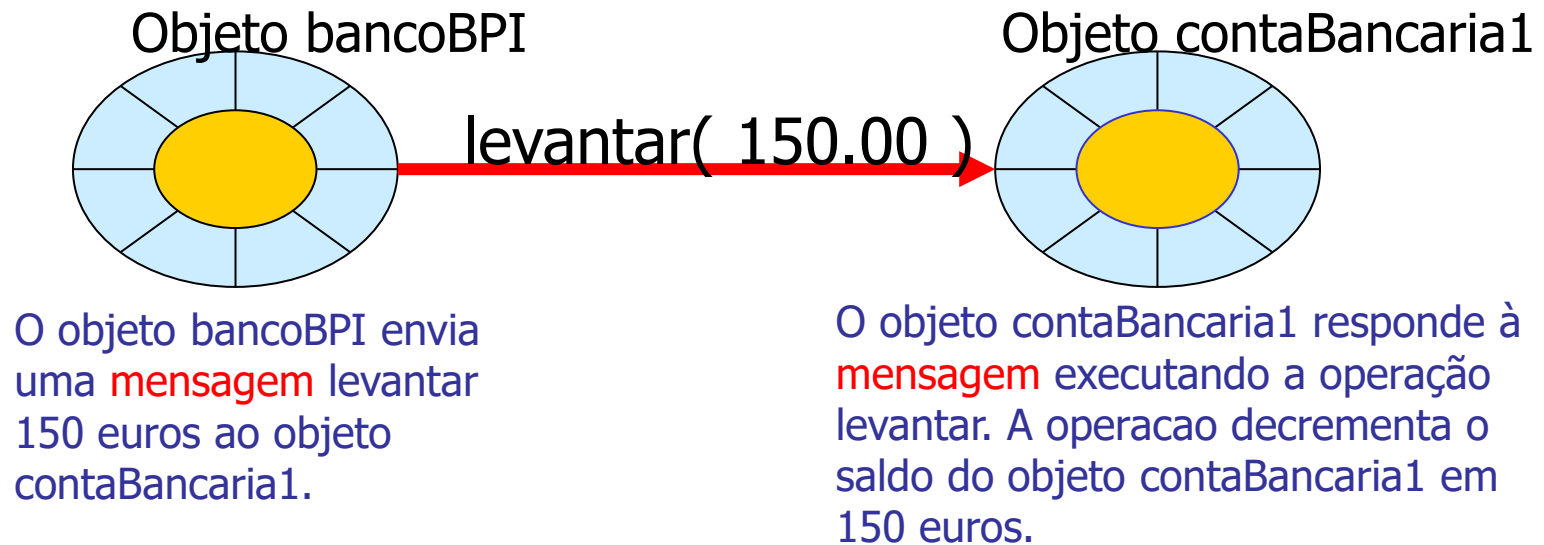 Objeto bancoBPI
Objeto contaBancaria1
levantar( 150.00 )
O objeto bancoBPI envia
uma mensagem levantar
150 euros ao objeto
contaBancaria1.
O objeto contaBancaria1 responde à
mensagem executando a operação
levantar. A operacao decrementa o
saldo do objeto contaBancaria1 em
150 euros.